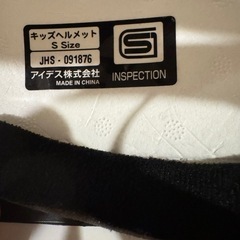 キッズヘルメット
S Size
JHS - 091876
アイデス株式会社
MADE IN CHINA
SG
INSPECTION